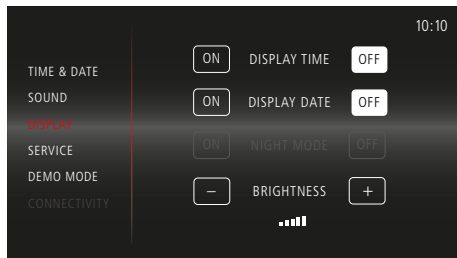 10:10
TIME & DATE
SOUND
DISPLAY
SERVICE
DEMO MODE
CONNECTIVITY
ON DISPLAY TIME OFF
ON DISPLAY DATE OFF
ON NIGHT MODE OFF
− BRIGHTNESS +